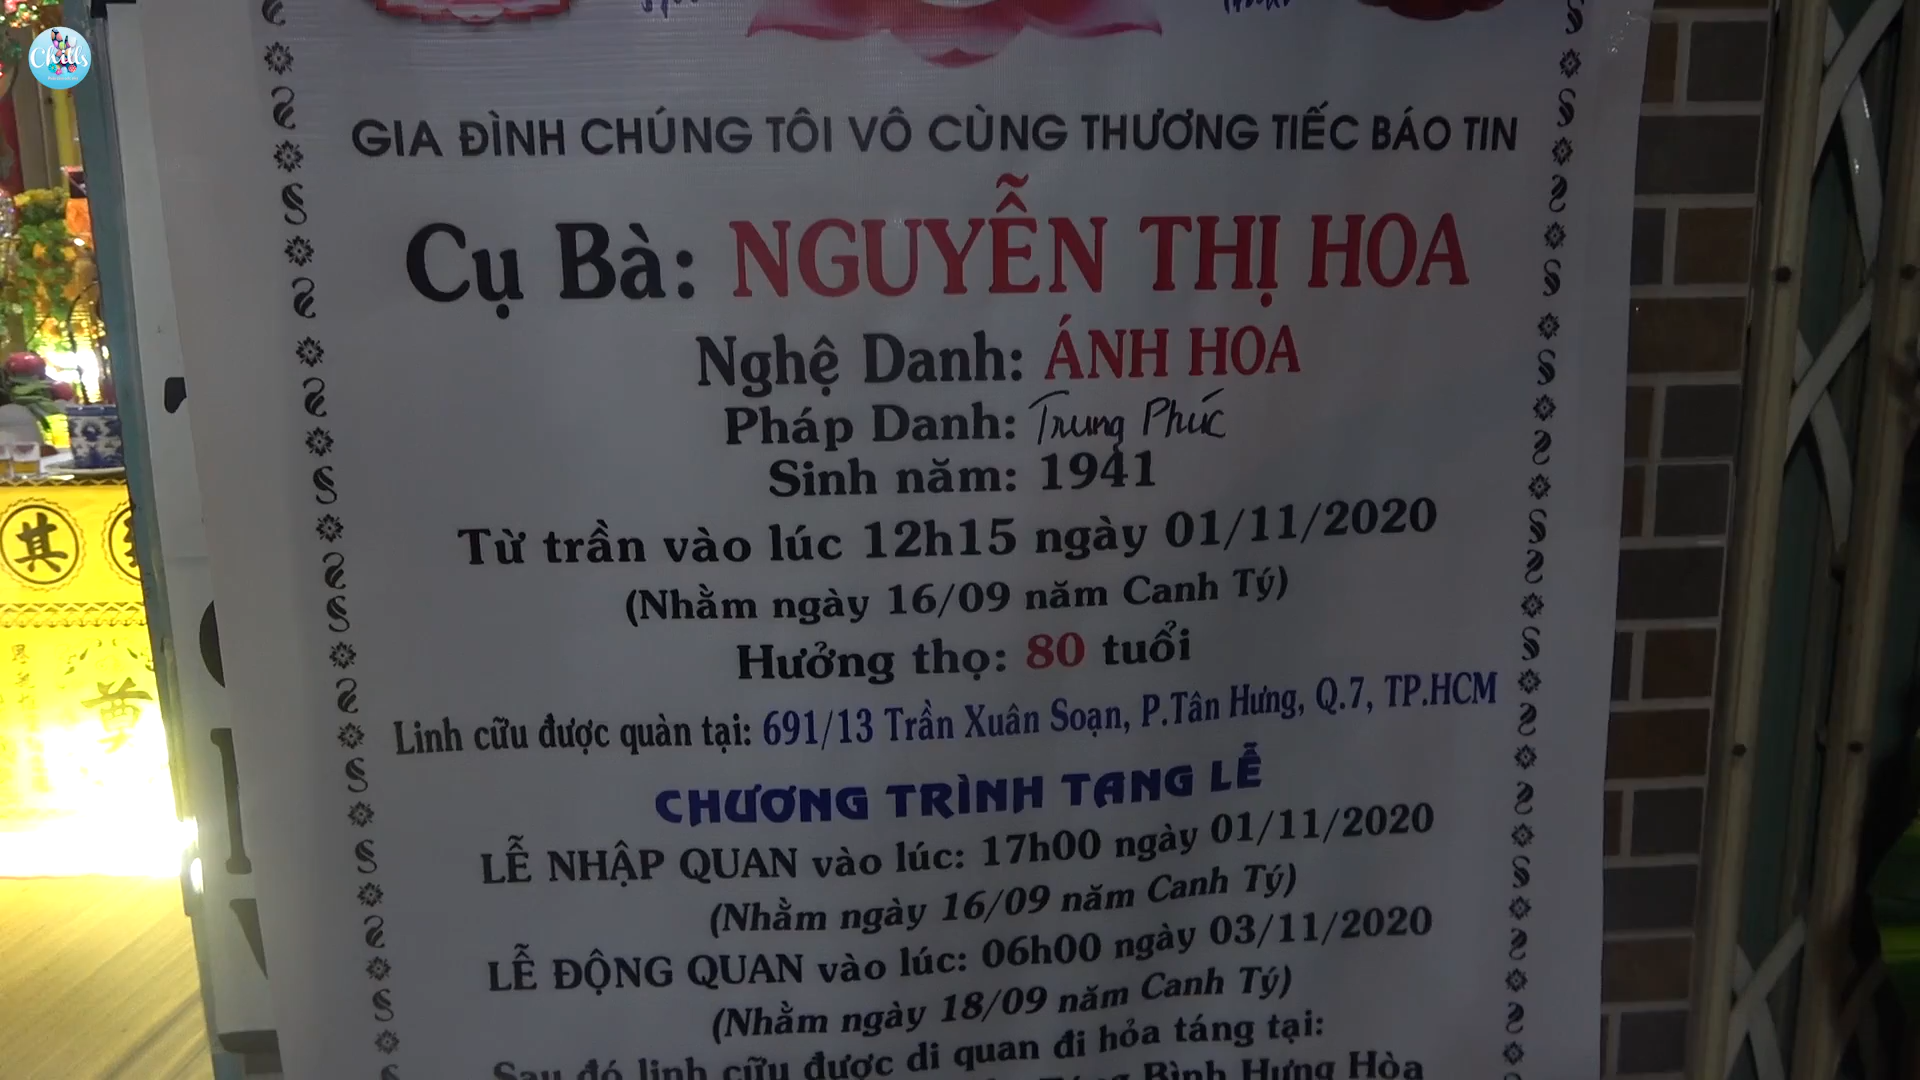 Chills
GIA ĐÌNH CHÚNG TÔI VÔ CÙNG THƯƠNG TIẾC BÁO TIN
Cụ Bà: NGUYỄN THỊ HOA
Nghệ Danh: ÁNH HOA
Pháp Danh: Trung Phúc
Sinh năm: 1941
Từ trần vào lúc 12h15 ngày 01/11/2020
(Nhằm ngày 16/09 năm Canh Tý)
Hưởng thọ: 80 tuổi
Linh cữu được quàn tại: 691/13 Trần Xuân Soạn, P.Tân Hưng, Q.7, TP.HCM
CHƯƠNG TRÌNH TANG LỄ
LỄ NHẬP QUAN vào lúc: 17h00 ngày 01/11/2020
(Nhằm ngày 16/09 năm Canh Tý)
LỄ ĐỘNG QUAN vào lúc: 06h00 ngày 03/11/2020
(Nhằm ngày 18/09 năm Canh Tý)
Sau đó linh cữu được di quan đi hỏa táng tại:
Bình Hưng Hòa
其